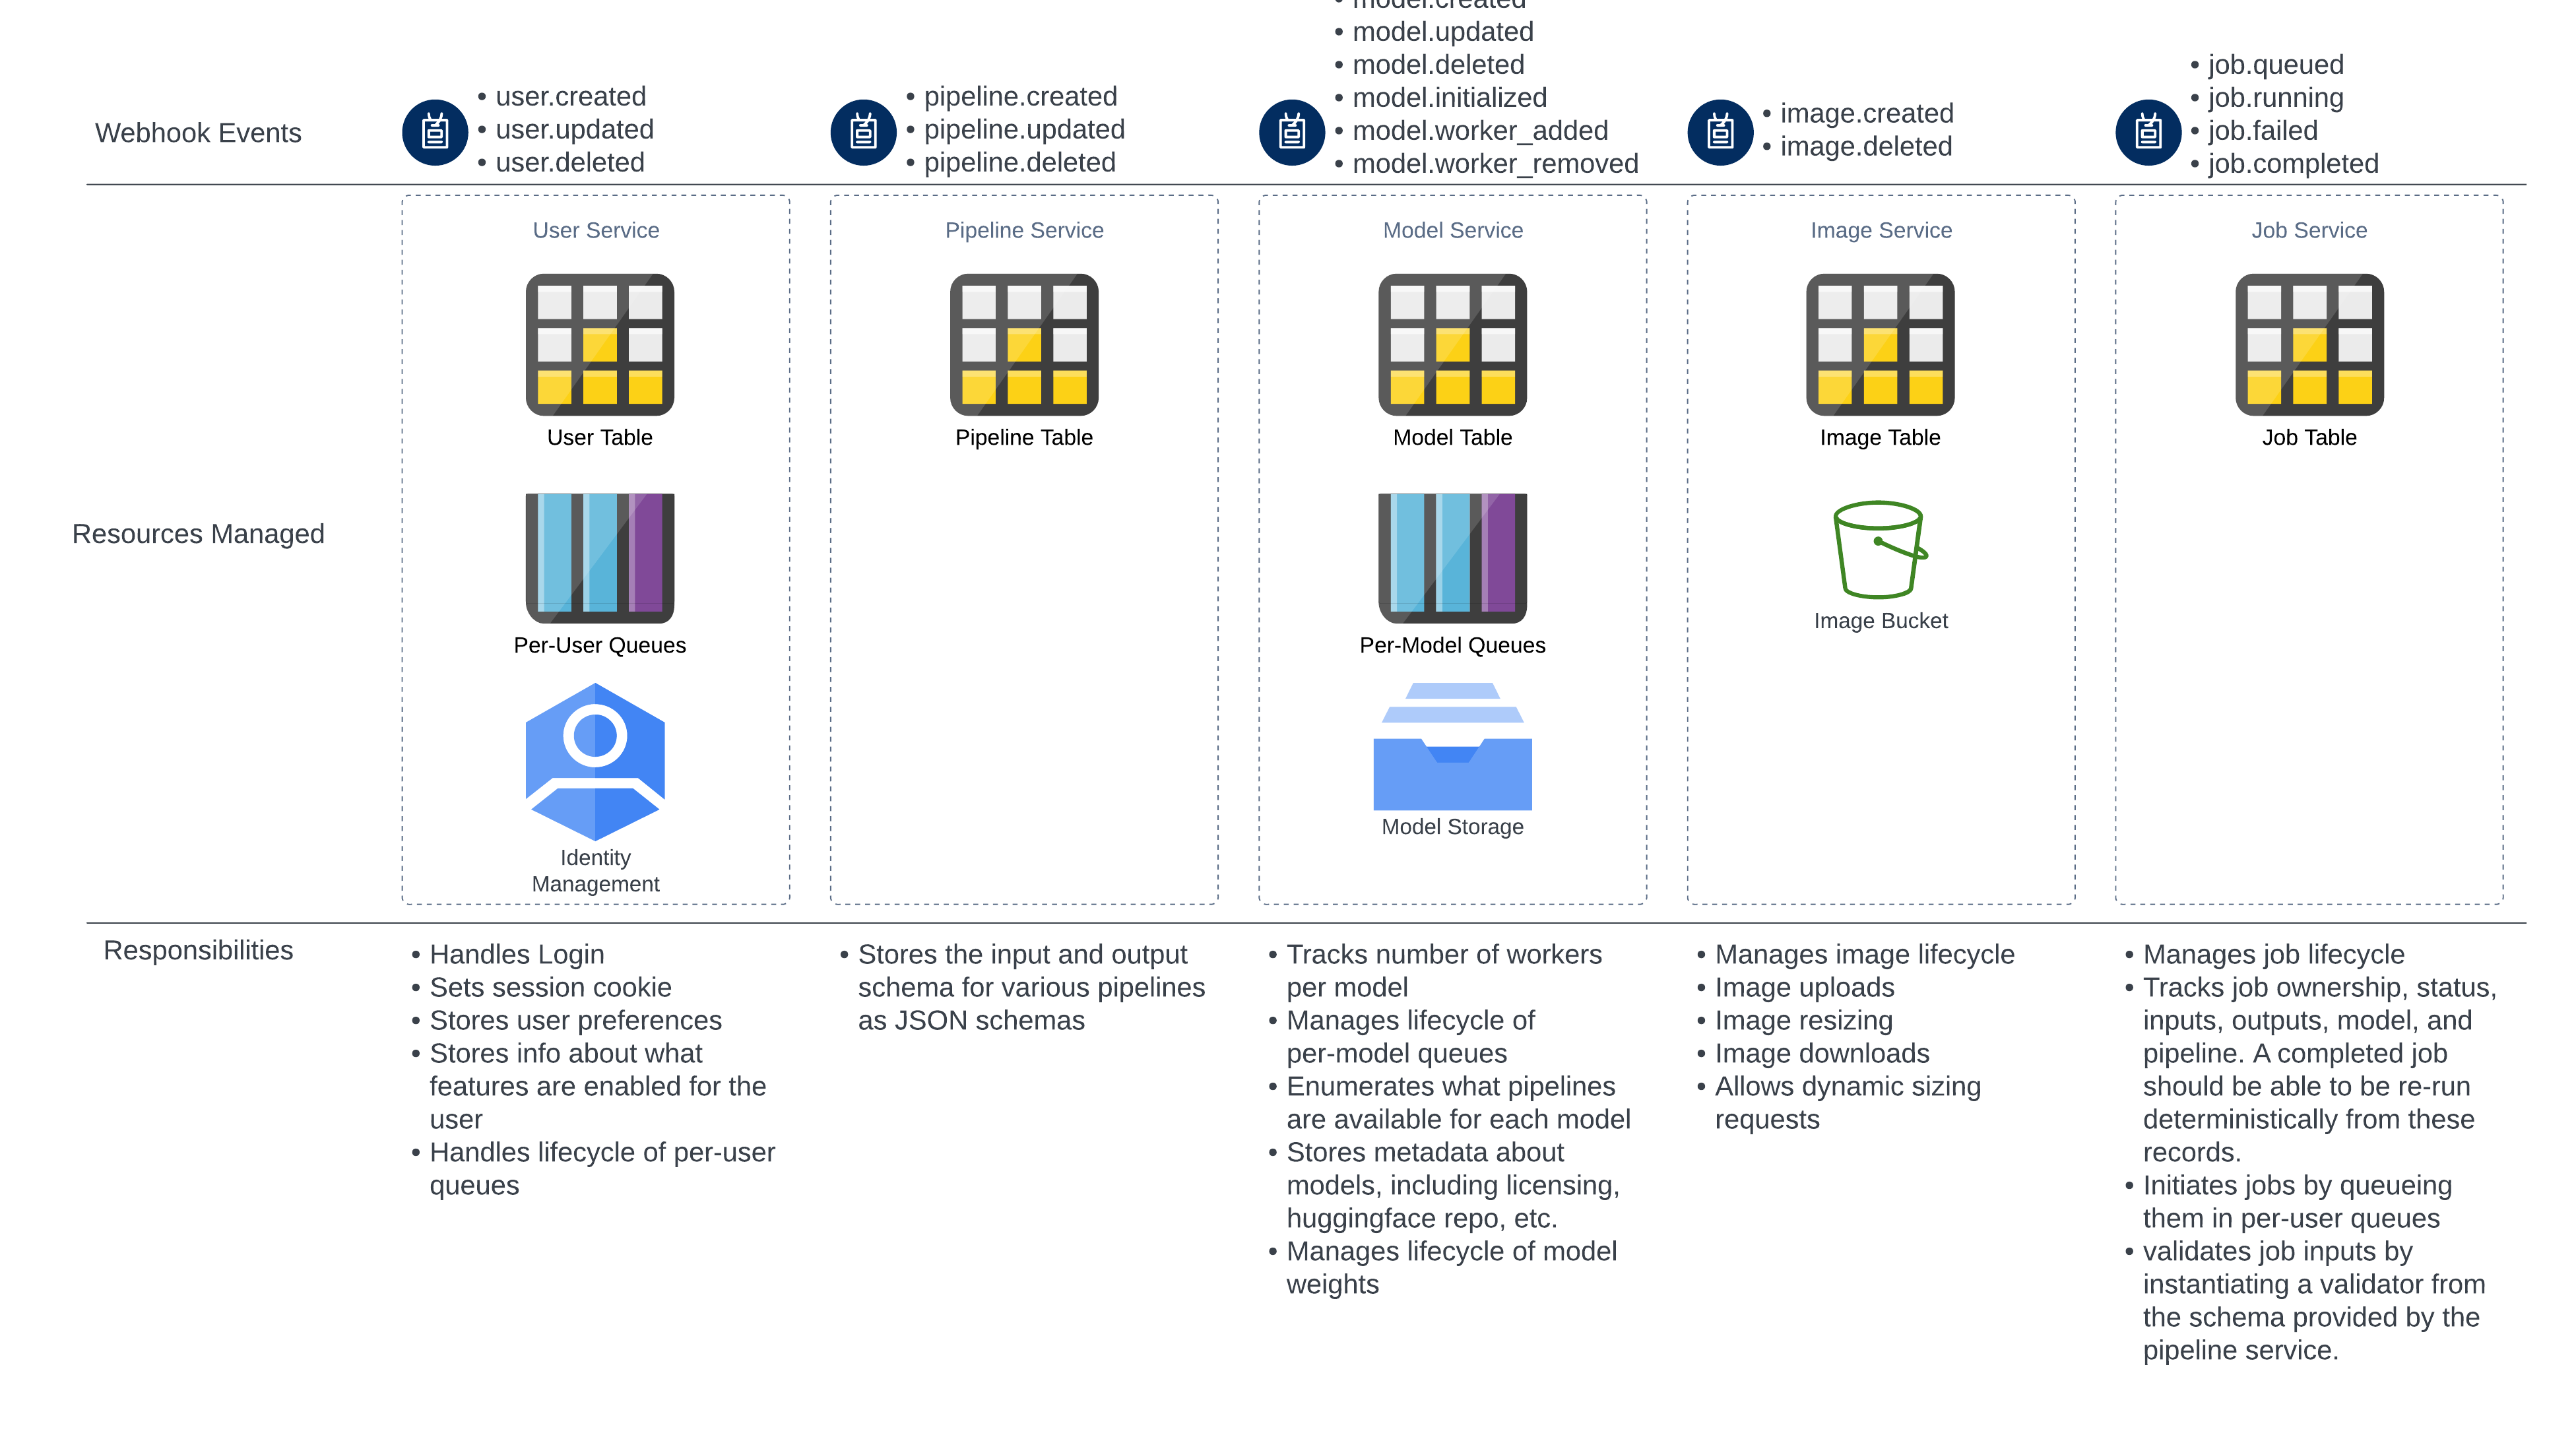 Webhook Events
• user.created
• user.updated
• user.deleted
• pipeline.created
• pipeline.updated
• pipeline.deleted
• model.created
• model.updated
• model.deleted
• model.initialized
• model.worker_added
• model.worker_removed
• image.created
• image.deleted
• job.queued
• job.running
• job.failed
• job.completed
Resources Managed
User Service
User Table
Per-User Queues
Identity
Management
Pipeline Service
Pipeline Table
Model Service
Model Table
Per-Model Queues
Model Storage
Image Service
Image Table
Image Bucket
Job Service
Job Table
Responsibilities
• Handles Login
• Sets session cookie
• Stores user preferences
• Stores info about what
features are enabled for the
user
• Handles lifecycle of per-user
queues
• Stores the input and output
schema for various pipelines
as JSON schemas
• Tracks number of workers
per model
• Manages lifecycle of
per-model queues
• Enumerates what pipelines
are available for each model
• Stores metadata about
models, including licensing,
huggingface repo, etc.
• Manages lifecycle of model
weights
• Manages image lifecycle
• Image uploads
• Image resizing
• Image downloads
• Allows dynamic sizing
requests
• Manages job lifecycle
• Tracks job ownership, status,
inputs, outputs, model, and
pipeline. A completed job
should be able to be re-run
deterministically from these
records.
• Initiates jobs by queueing
them in per-user queues
• validates job inputs by
instantiating a validator from
the schema provided by the
pipeline service.